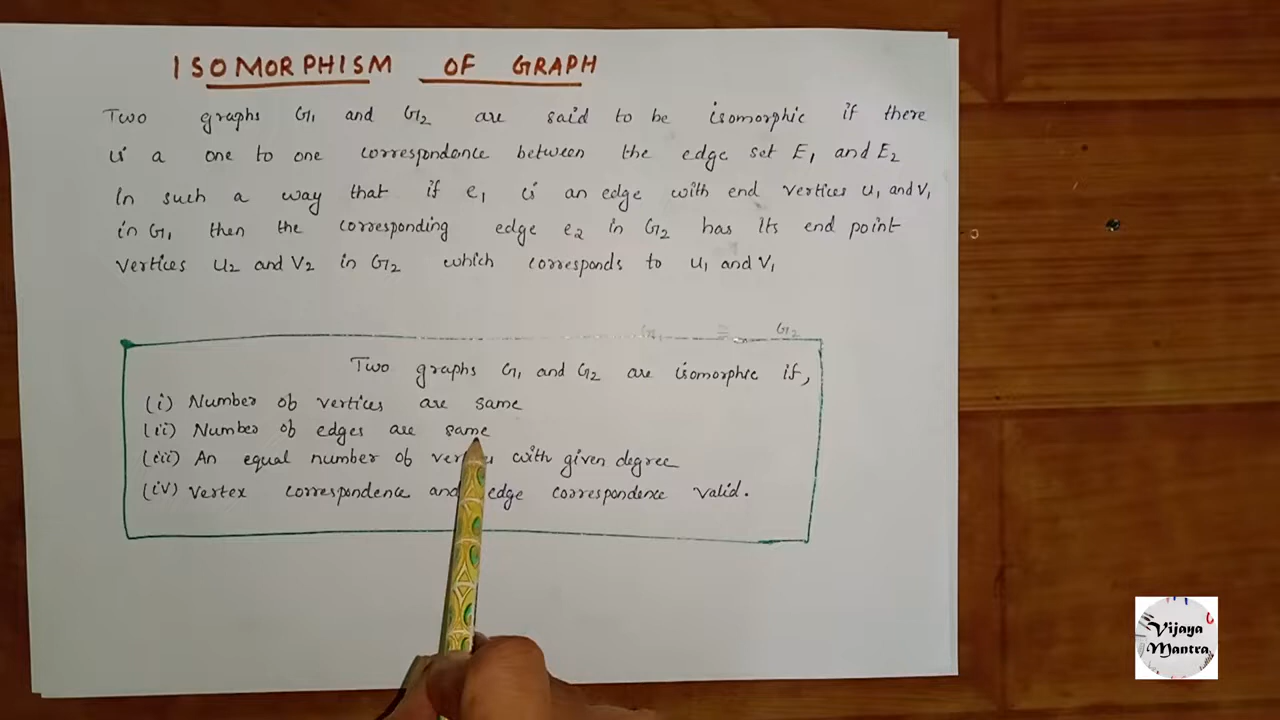 ISOMORPHISM OF GRAPH
Two graphs G1 and G2 are said to be isomorphic if there
is a one to one correspondance between the edge set E1 and E2
In such a way that if e1 is an edge with end vertices u1 and v1
in G1 then the corresponding edge e2 in G2 has its end point
vertices u2 and v2 in G2 which corresponds to u1 and v1
G1 ≅ G2
Two graphs G1 and G2 are isomorphic if,
(i) Number of vertices are same
(ii) Number of edges are same
(iii) An equal number of with given degree
(iv) Vertex correspondence and edge correspondence valid.
Vijaya
Mantra